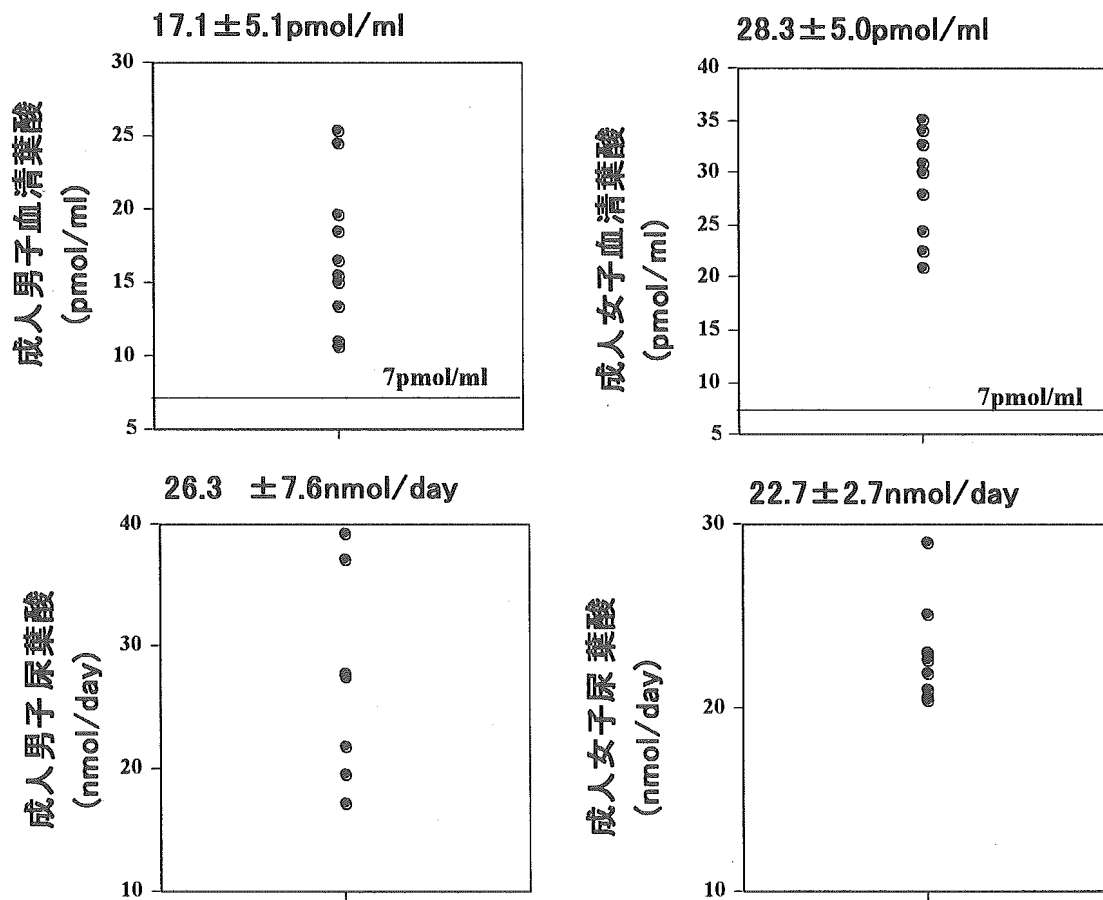 17.1±5.1pmol/ml
成人男子血清葉酸
(pmol/ml)
30
25
20
15
10
5
7pmol/ml
28.3±5.0pmol/ml
成人女子血清葉酸
(pmol/ml)
40
35
30
25
20
15
10
5
7pmol/ml
26.3 ±7.6nmol/day
成人男子尿葉酸
(nmol/day)
40
30
20
10
22.7±2.7nmol/day
成人女子尿葉酸
(nmol/day)
30
20
10